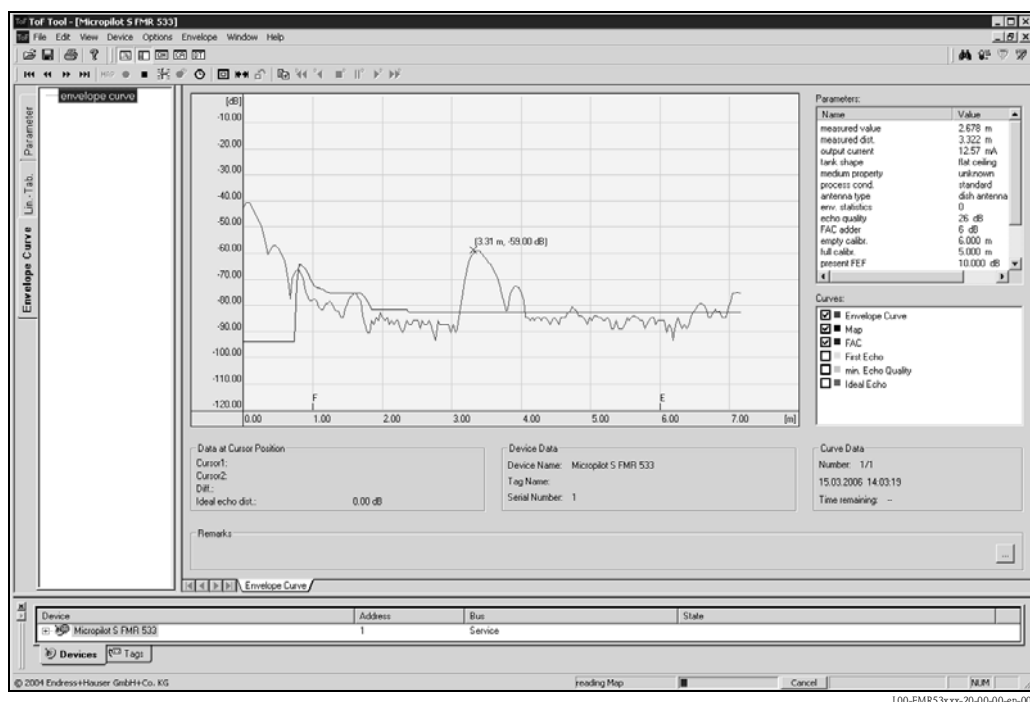 ToF Tool - [Micropilot S FMR 533]
File Edit View Device Options Envelope Window Help
envelope curve
Parameter
Lin.-Tab.
Envelope Curve
[dB]
-10.00
-20.00
-30.00
-40.00
-50.00
-60.00
-70.00
-80.00
-90.00
-100.00
-110.00
-120.00
[3.31 m, -59.00 dB]
F
E
0.00 1.00 2.00 3.00 4.00 5.00 6.00 7.00 [m]
Parameters:
Name Value
measured value 2.678 m
measured dist. 3.322 m
output current 12.57 mA
tank shape flat ceiling
medium property unknown
process cond. standard
antenna type dish antenna
env. statistics 0
echo quality 26 dB
FAC adder 6 dB
empty calibr. 6.000 m
full calibr. 5.000 m
present FEF 10.000 dB
Curves:
Envelope Curve
Map
FAC
First Echo
min. Echo Quality
Ideal Echo
Data at Cursor Position
Cursor1:
Cursor2:
Diff.:
Ideal echo dist.: 0.00 dB
Device Data
Device Name: Micropilot S FMR 533
Tag Name:
Serial Number: 1
Curve Data
Number: 1/1
15.03.2006 14:03:19
Time remaining: --
Remarks
...
Envelope Curve
Device Address Bus State
Micropilot S FMR 533 1 Service
Devices Tags
© 2004 Endress+Hauser GmbH+Co. KG reading Map Cancel NUM
L00-FMR53xxx-20-00-00-en-00